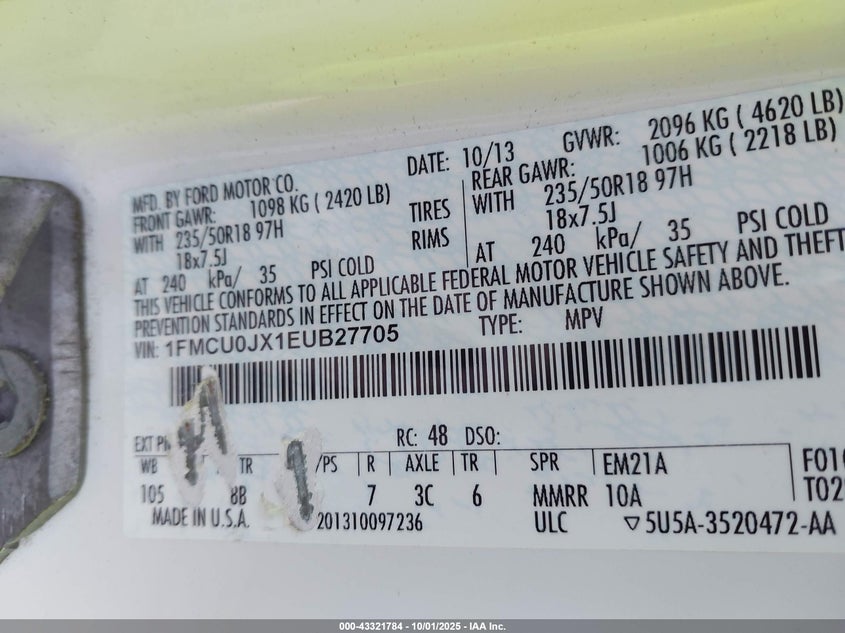 MFD. BY FORD MOTOR CO.
DATE: 10/13 GVWR: 2096 KG ( 4620 LB)
FRONT GAWR: 1098 KG ( 2420 LB)
REAR GAWR: 1006 KG ( 2218 LB)
WITH 235/50R18 97H TIRES WITH 235/50R18 97H
18x7.5J RIMS 18x7.5J
AT 240 kPa/ 35 PSI COLD AT 240 kPa/ 35 PSI COLD
THIS VEHICLE CONFORMS TO ALL APPLICABLE FEDERAL MOTOR VEHICLE SAFETY AND THEFT
PREVENTION STANDARDS IN EFFECT ON THE DATE OF MANUFACTURE SHOWN ABOVE.
VIN: 1FMCU0JX1EUB27705 TYPE: MPV
EXT RC: 48 DSO:
WB TR /PS R AXLE TR SPR EM21A
105 8B 7 3C 6 MMRR 10A
MADE IN U.S.A. 201310097236 ULC ▽5U5A-3520472-AA
000-43321784 - 10/01/2025 - IAA Inc.